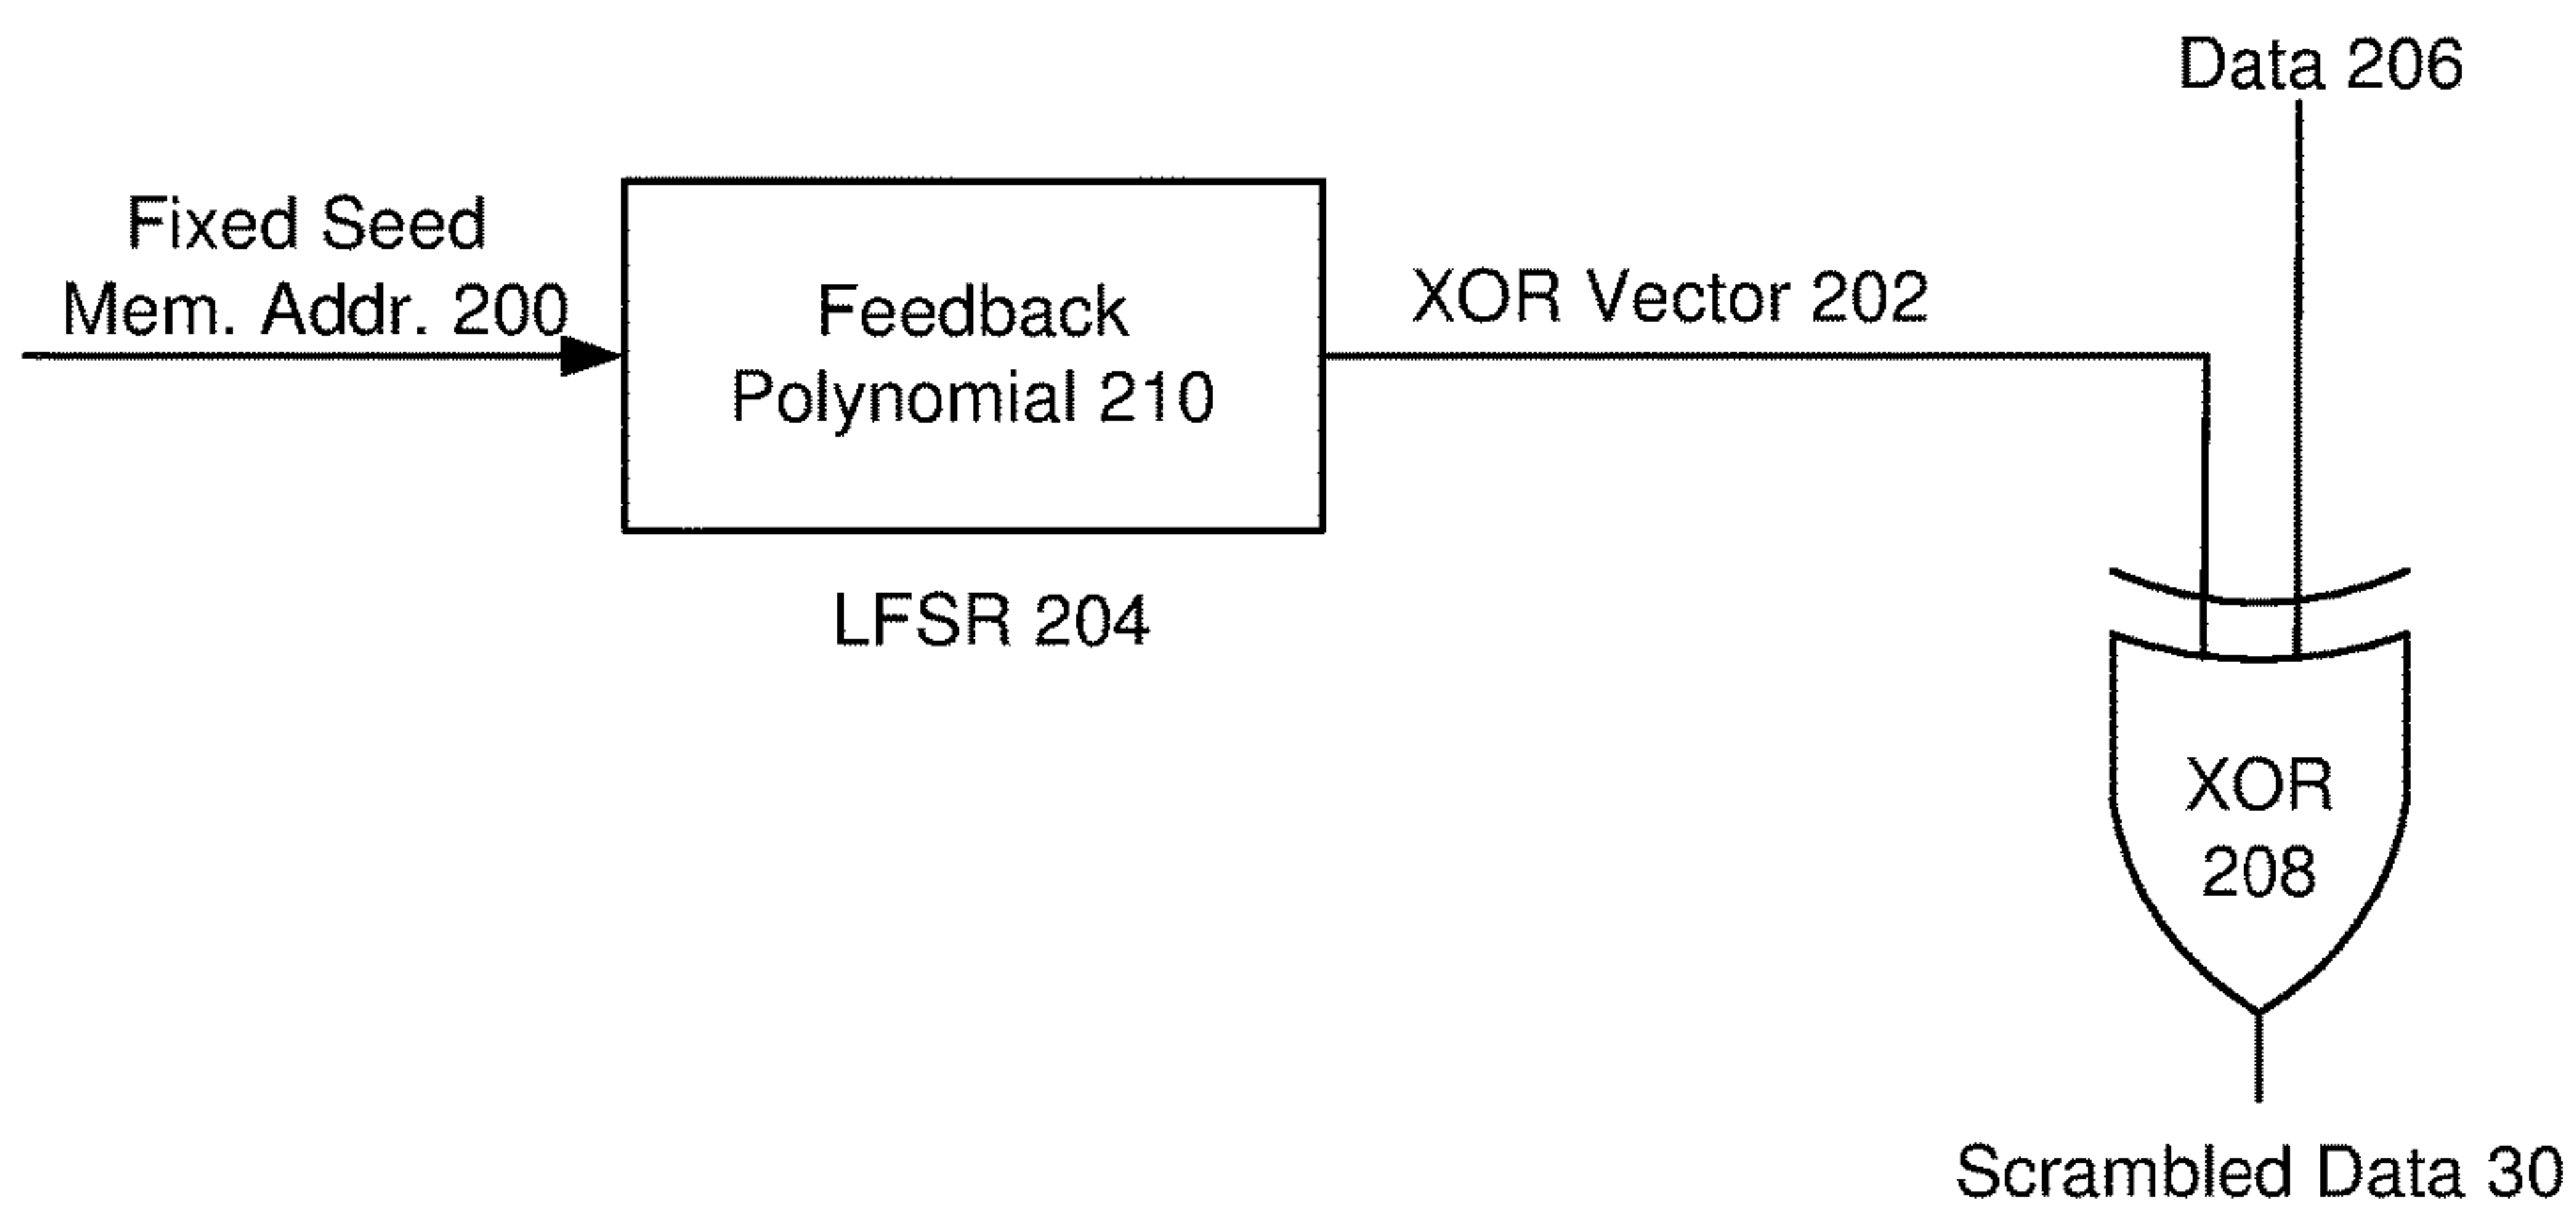 Data 206
Fixed Seed
Mem. Addr. 200
Feedback
Polynomial 210
XOR Vector 202
LFSR 204
XOR
208
Scrambled Data 30